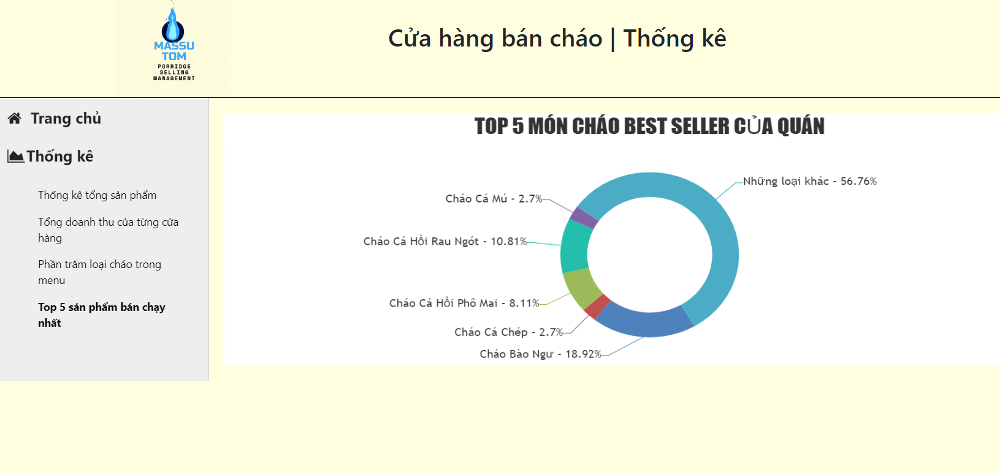 MASSU
TOM
PORRIDGE
SELLING
MANAGEMENT
Cửa hàng bán cháo | Thống kê
Trang chủ
Thống kê
Thống kê tổng sản phẩm
Tổng doanh thu của từng cửa
hàng
Phần trăm loại cháo trong
menu
Top 5 sản phẩm bán chạy
nhất
TOP 5 MÓN CHÁO BEST SELLER CỦA QUÁN
Những loại khác - 56.76%
Cháo Cá Mú - 2.7%
Cháo Cá Hồi Rau Ngót - 10.81%
Cháo Cá Hồi Phô Mai - 8.11%
Cháo Cá Chép - 2.7%
Cháo Bào Ngư - 18.92%